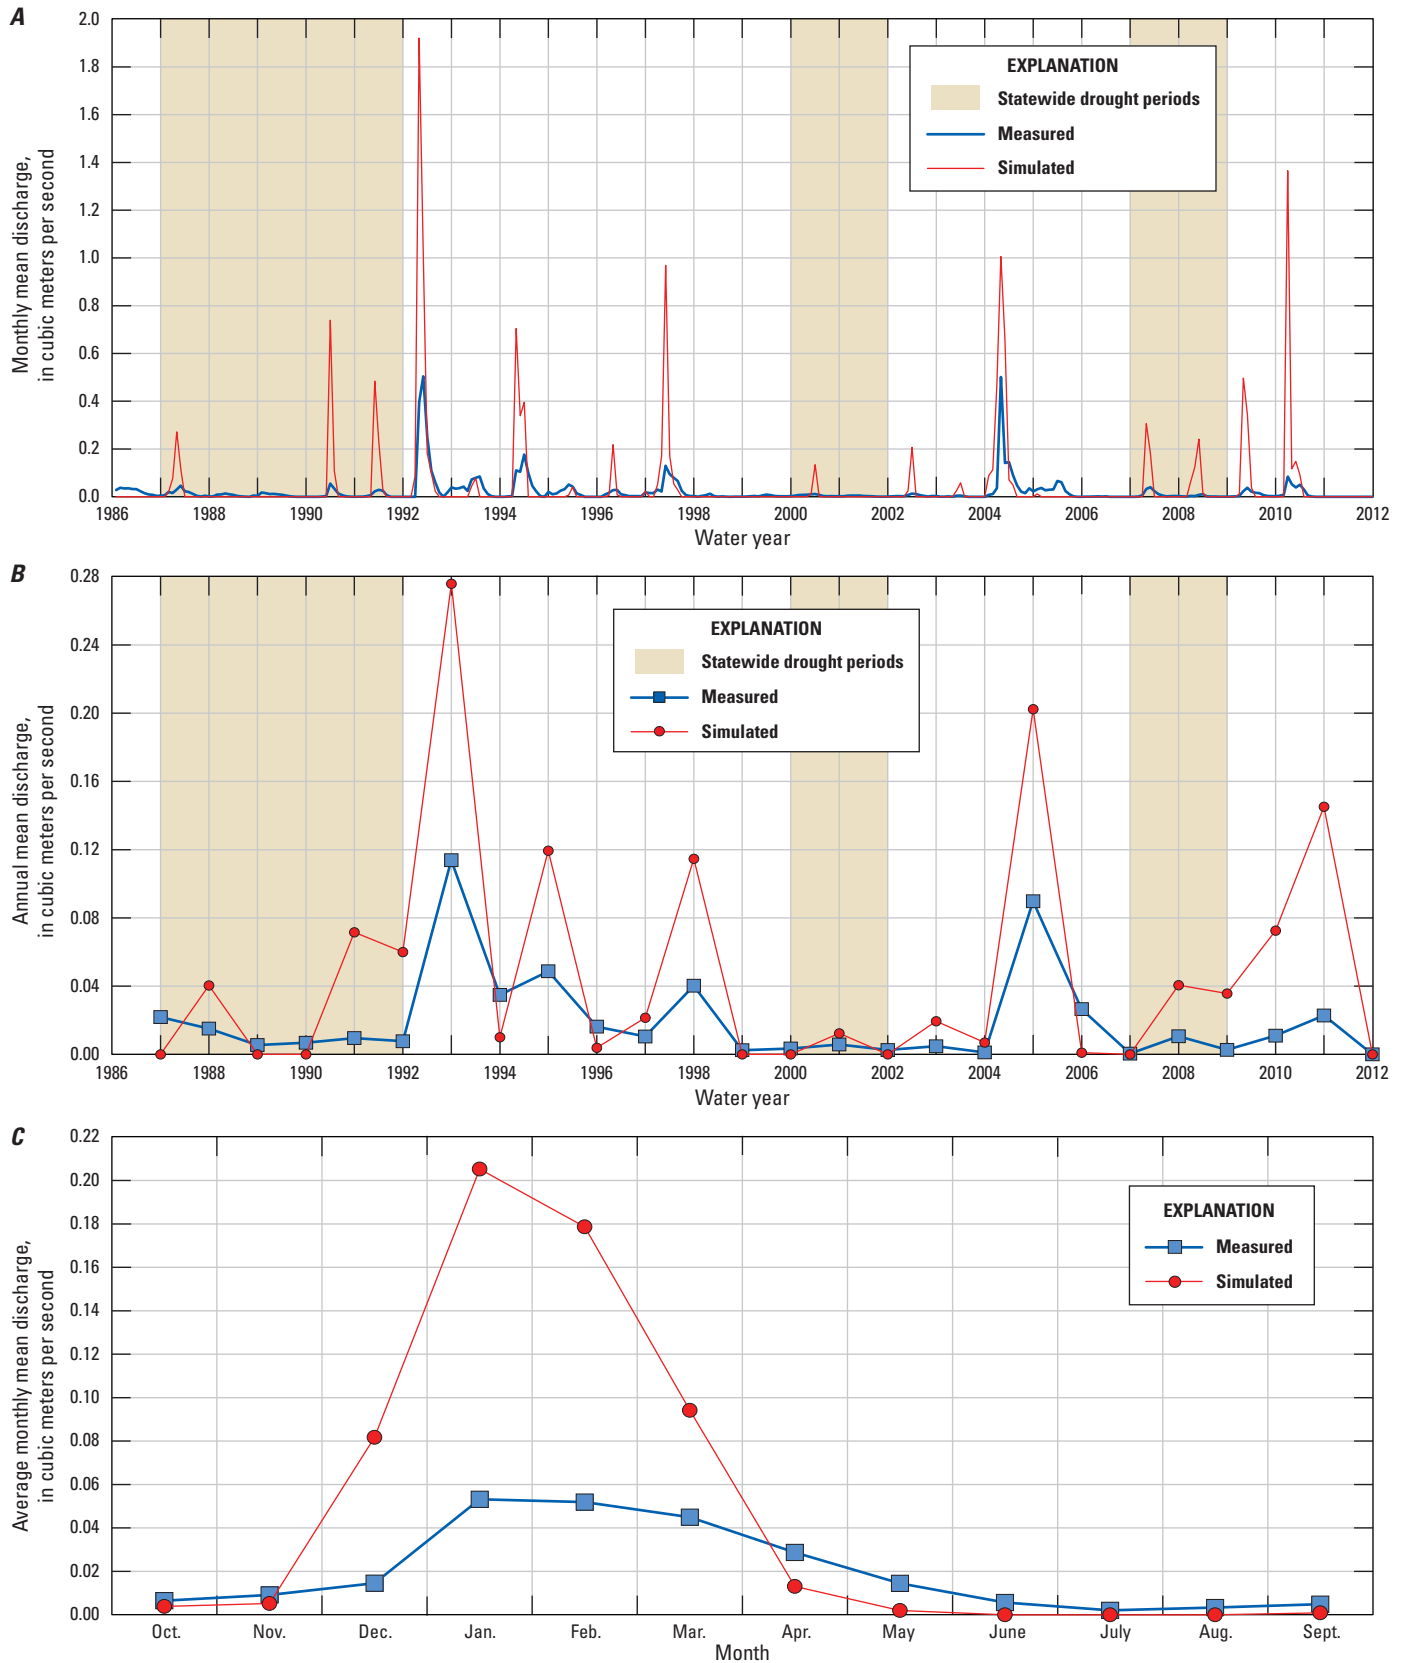 A
Monthly mean discharge,
in cubic meters per second
2.0
1.8
1.6
1.4
1.2
1.0
0.8
0.6
0.4
0.2
0.0
EXPLANATION
Statewide drought periods
Measured
Simulated
1986 1988 1990 1992 1994 1996 1998 2000 2002 2004 2006 2008 2010 2012
Water year
B
Annual mean discharge,
in cubic meters per second
0.28
0.24
0.20
0.16
0.12
0.08
0.04
0.00
EXPLANATION
Statewide drought periods
Measured
Simulated
1986 1988 1990 1992 1994 1996 1998 2000 2002 2004 2006 2008 2010 2012
Water year
C
Average monthly mean discharge,
in cubic meters per second
0.22
0.20
0.18
0.16
0.14
0.12
0.10
0.08
0.06
0.04
0.02
0.00
EXPLANATION
Measured
Simulated
Oct. Nov. Dec. Jan. Feb. Mar. Apr. May June July Aug. Sept.
Month